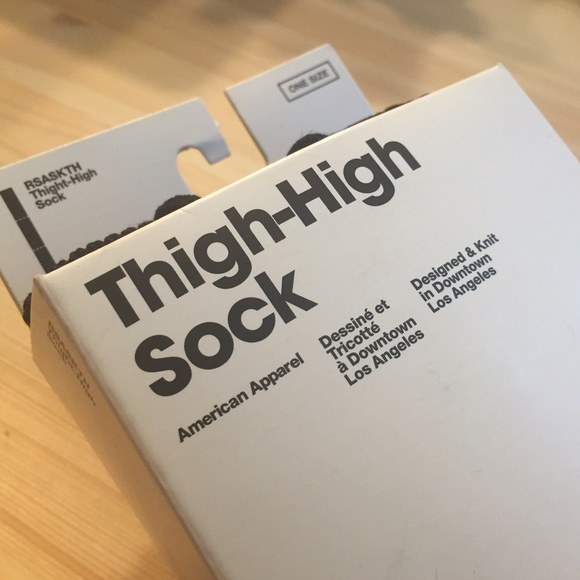 ONE SIZE
RSASKTH
Thight-High
Sock
Thigh-High
Sock
American Apparel
Dessiné et
Tricotté
à Downtown
Los Angeles
Designed & Knit
in Downtown
Los Angeles